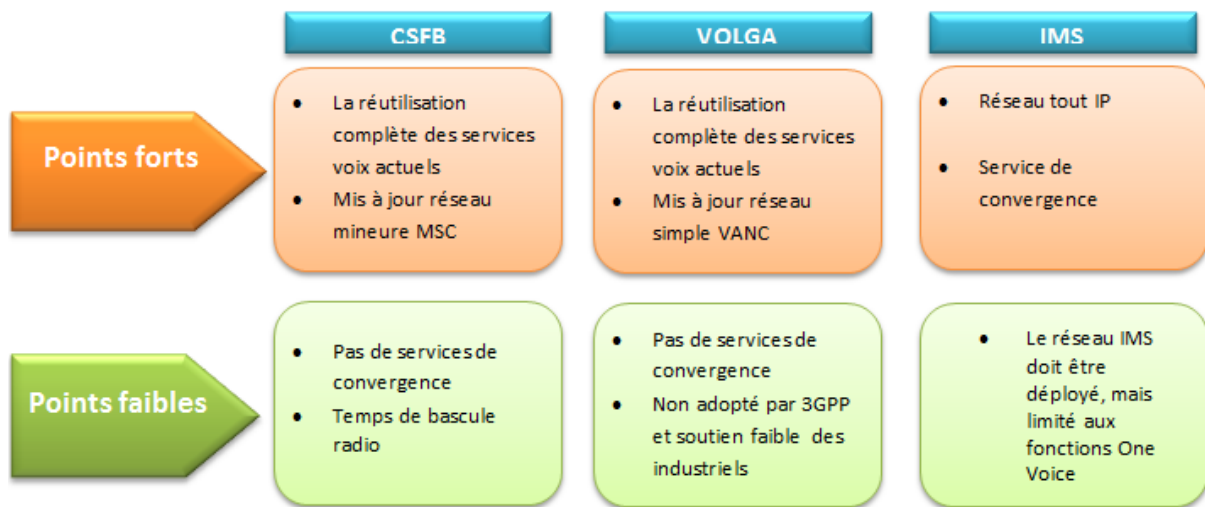 CSFB
VOLGA
IMS
Points forts
• La réutilisation
complète des services
voix actuels
• Mis à jour réseau
mineure MSC
• La réutilisation
complète des services
voix actuels
• Mis à jour réseau
simple VANC
• Réseau tout IP
• Service de
convergence
Points faibles
• Pas de services de
convergence
• Temps de bascule
radio
• Pas de services de
convergence
• Non adopté par 3GPP
et soutien faible des
industriels
• Le réseau IMS
doit être
déployé, mais
limité aux
fonctions One
Voice